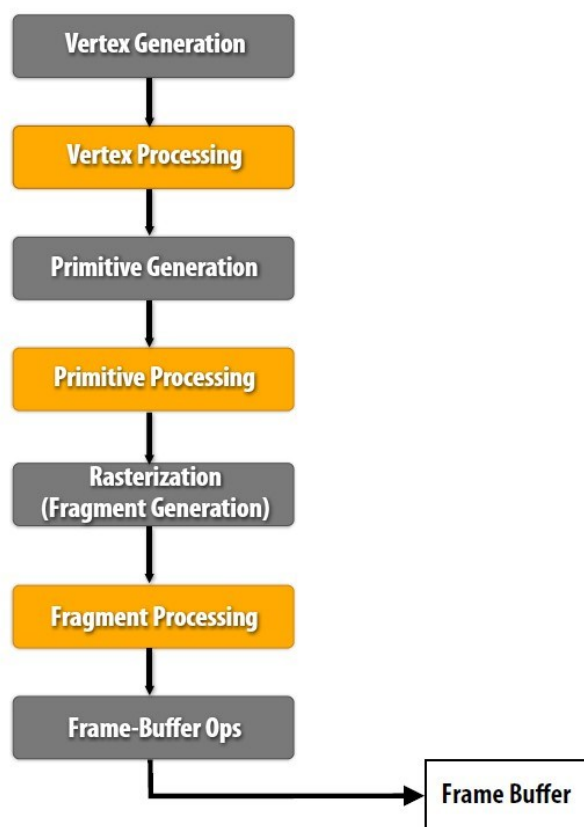 Vertex Generation
Vertex Processing
Primitive Generation
Primitive Processing
Rasterization
(Fragment Generation)
Fragment Processing
Frame-Buffer Ops
Frame Buffer